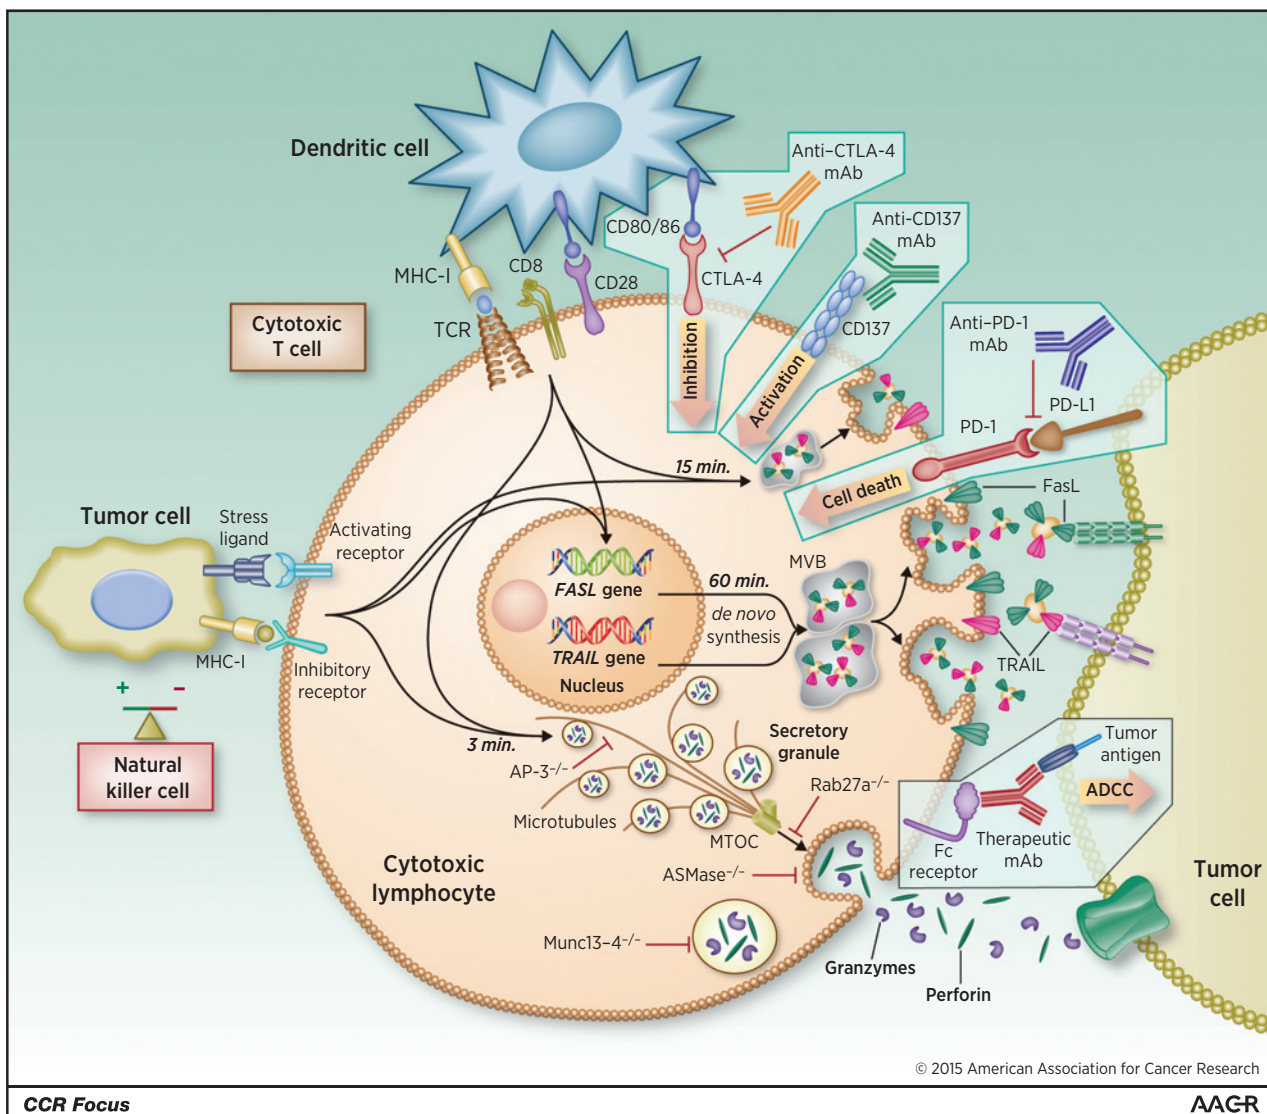 Dendritic cell
Anti–CTLA-4
mAb
CD80/86
Anti-CD137
mAb
MHC-I
CD8
CD28
CTLA-4
TCR
Cytotoxic
T cell
CD137
Anti–PD-1
mAb
Inhibition
Activation
PD-L1
PD-1
15 min.
Cell death
FasL
Tumor cell
Stress
ligand
Activating
receptor
MVB
FASL gene
60 min.
de novo
synthesis
TRAIL gene
Nucleus
MHC-I
Inhibitory
receptor
TRAIL
+ −
Natural
killer cell
3 min.
AP-3–/–
Secretory
granule
Rab27a–/–
Tumor
antigen
ADCC
Microtubules
MTOC
Therapeutic
mAb
Fc
receptor
Cytotoxic
lymphocyte
ASMase–/–
Tumor
cell
Munc13–4–/–
Granzymes
Perforin
© 2015 American Association for Cancer Research
CCR Focus
AACR